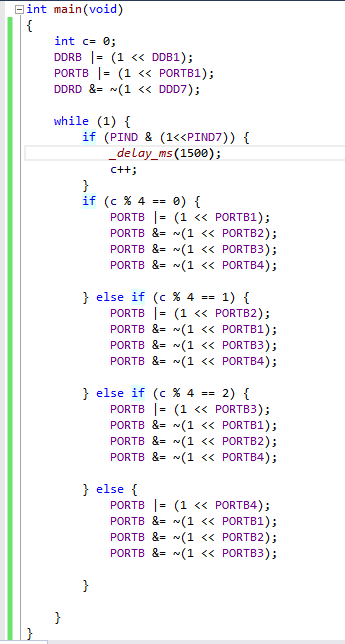 int main(void)
{
    int c= 0;
    DDRB |= (1 << DDB1);
    PORTB |= (1 << PORTB1);
    DDRD &= ~(1 << DDD7);

    while (1) {
        if (PIND & (1<<PIND7)) {
            _delay_ms(1500);
            c++;
        }
        if (c % 4 == 0) {
            PORTB |= (1 << PORTB1);
            PORTB &= ~(1 << PORTB2);
            PORTB &= ~(1 << PORTB3);
            PORTB &= ~(1 << PORTB4);

        } else if (c % 4 == 1) {
            PORTB |= (1 << PORTB2);
            PORTB &= ~(1 << PORTB1);
            PORTB &= ~(1 << PORTB3);
            PORTB &= ~(1 << PORTB4);

        } else if (c % 4 == 2) {
            PORTB |= (1 << PORTB3);
            PORTB &= ~(1 << PORTB1);
            PORTB &= ~(1 << PORTB2);
            PORTB &= ~(1 << PORTB4);

        } else {
            PORTB |= (1 << PORTB4);
            PORTB &= ~(1 << PORTB1);
            PORTB &= ~(1 << PORTB2);
            PORTB &= ~(1 << PORTB3);

        }

    }
}